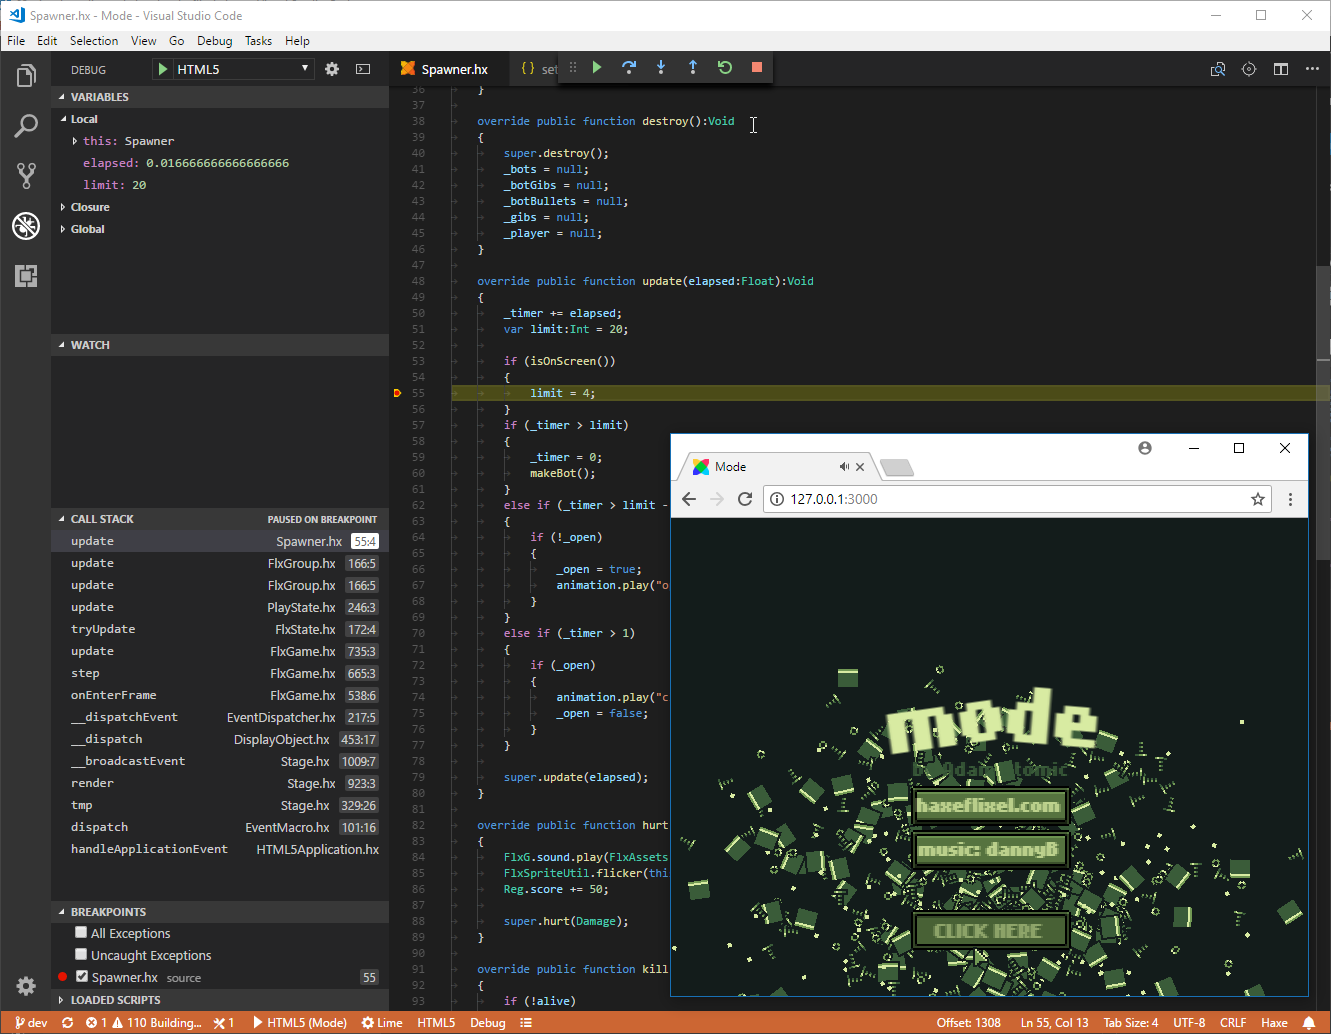 Spawner.hx - Mode - Visual Studio Code
File Edit Selection View Go Debug Tasks Help
DEBUG HTML5
Spawner.hx { } set
VARIABLES
Local
this: Spawner
elapsed: 0.016666666666666666
limit: 20
Closure
Global
WATCH
CALL STACK PAUSED ON BREAKPOINT
update Spawner.hx 55:4
update FlxGroup.hx 166:5
update FlxGroup.hx 166:5
update PlayState.hx 246:3
tryUpdate FlxState.hx 172:4
update FlxGame.hx 735:3
step FlxGame.hx 665:3
onEnterFrame FlxGame.hx 538:6
__dispatchEvent EventDispatcher.hx 217:5
__dispatch DisplayObject.hx 453:17
__broadcastEvent Stage.hx 1009:7
render Stage.hx 923:3
tmp Stage.hx 329:26
dispatch EventMacro.hx 101:16
handleApplicationEvent HTML5Application.hx
BREAKPOINTS
All Exceptions
Uncaught Exceptions
Spawner.hx source 55
LOADED SCRIPTS
36 }
37
38 override public function destroy():Void
39 {
40 super.destroy();
41 _bots = null;
42 _botGibs = null;
43 _botBullets = null;
44 _gibs = null;
45 _player = null;
46 }
47
48 override public function update(elapsed:Float):Void
49 {
50 _timer += elapsed;
51 var limit:Int = 20;
52
53 if (isOnScreen())
54 {
55 limit = 4;
56 }
57 if (_timer > limit)
58 {
59 _timer = 0;
60 makeBot();
61 }
62 else if (_timer > limit -
63 {
64 if (!_open)
65 {
66 _open = true;
67 animation.play("o
68 }
69 }
70 else if (_timer > 1)
71 {
72 if (_open)
73 {
74 animation.play("c
75 _open = false;
76 }
77 }
78
79 super.update(elapsed);
80 }
81
82 override public function hurt
83 {
84 FlxG.sound.play(FlxAssets
85 FlxSpriteUtil.flicker(thi
86 Reg.score += 50;
87
88 super.hurt(Damage);
89 }
90
91 override public function kill
92 {
93 if (!alive)
Mode
127.0.0.1:3000
mode
haxeflixel.com
music: dannyB
CLICK HERE
dev 1 110 Building... 1 HTML5 (Mode) Lime HTML5 Debug Offset: 1308 Ln 55, Col 13 Tab Size: 4 UTF-8 CRLF Haxe